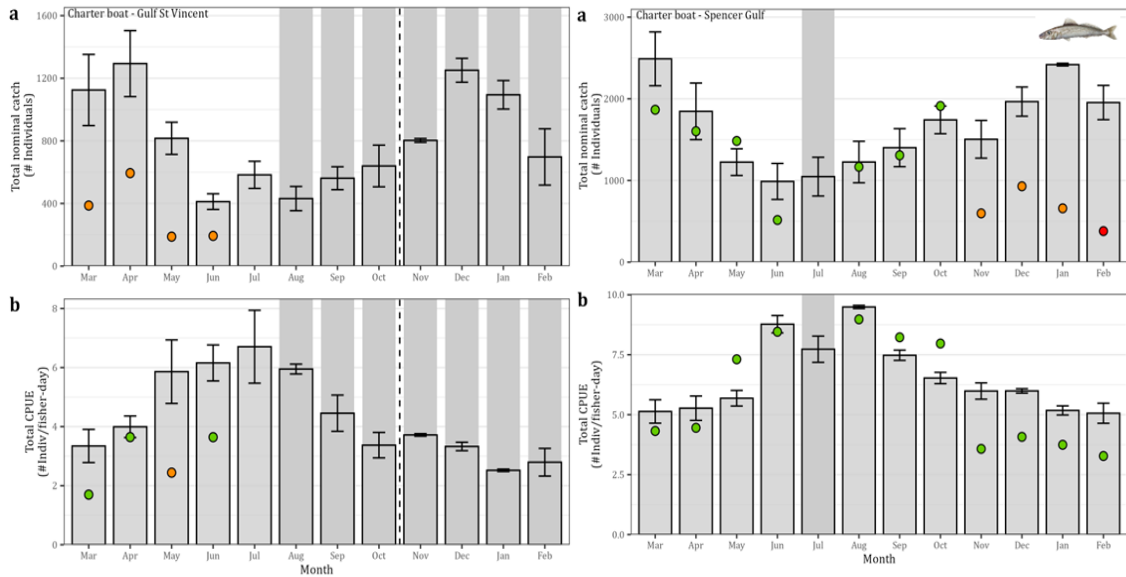 a
Charter boat - Gulf St Vincent
Total nominal catch
(# Individuals)
1600
1200
800
400
0
Mar Apr May Jun Jul Aug Sep Oct Nov Dec Jan Feb
b
Total CPUE
(#Indiv/fisher-day)
8
6
4
2
0
Mar Apr May Jun Jul Aug Sep Oct Nov Dec Jan Feb
Month
a
Charter boat - Spencer Gulf
Total nominal catch
(# Individuals)
3000
2000
1000
0
Mar Apr May Jun Jul Aug Sep Oct Nov Dec Jan Feb
b
Total CPUE
(#Indiv/fisher-day)
10.0
7.5
5.0
2.5
0.0
Mar Apr May Jun Jul Aug Sep Oct Nov Dec Jan Feb
Month